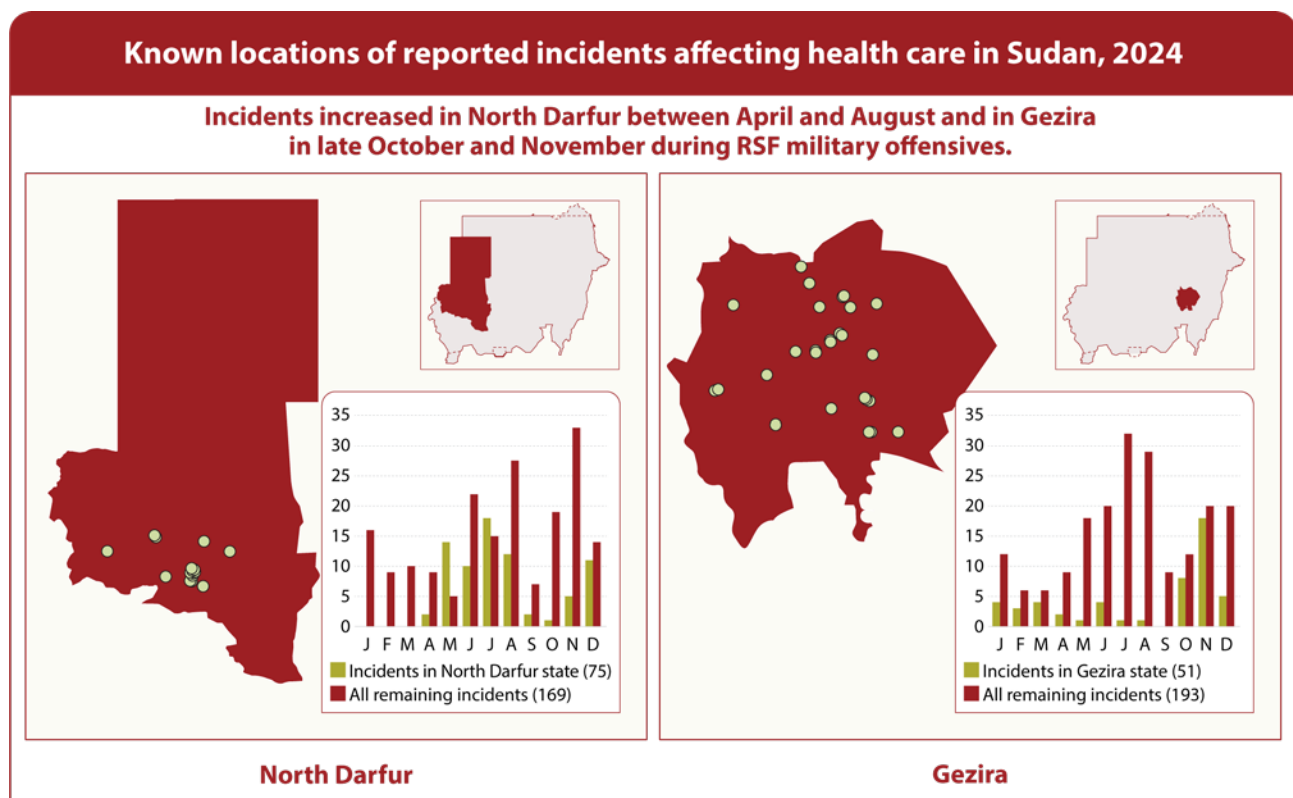 Known locations of reported incidents affecting health care in Sudan, 2024
Incidents increased in North Darfur between April and August and in Gezira
in late October and November during RSF military offensives.
35
30
25
20
15
10
5
0
J F M A M J J A S O N D
Incidents in North Darfur state (75)
All remaining incidents (169)
North Darfur
35
30
25
20
15
10
5
0
J F M A M J J A S O N D
Incidents in Gezira state (51)
All remaining incidents (193)
Gezira